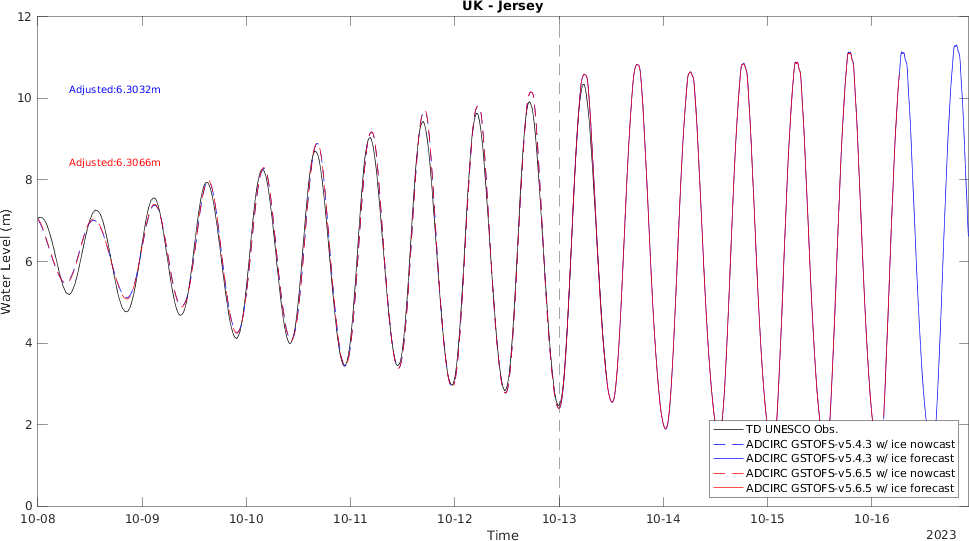 UK - Jersey
12
10
8
6
4
2
0
Water Level (m)
Adjusted:6.3032m
Adjusted:6.3066m
TD UNESCO Obs.
ADCIRC GSTOFS-v5.4.3 w/ ice nowcast
ADCIRC GSTOFS-v5.4.3 w/ ice forecast
ADCIRC GSTOFS-v5.6.5 w/ ice nowcast
ADCIRC GSTOFS-v5.6.5 w/ ice forecast
10-08 10-09 10-10 10-11 10-12 10-13 10-14 10-15 10-16
Time
2023